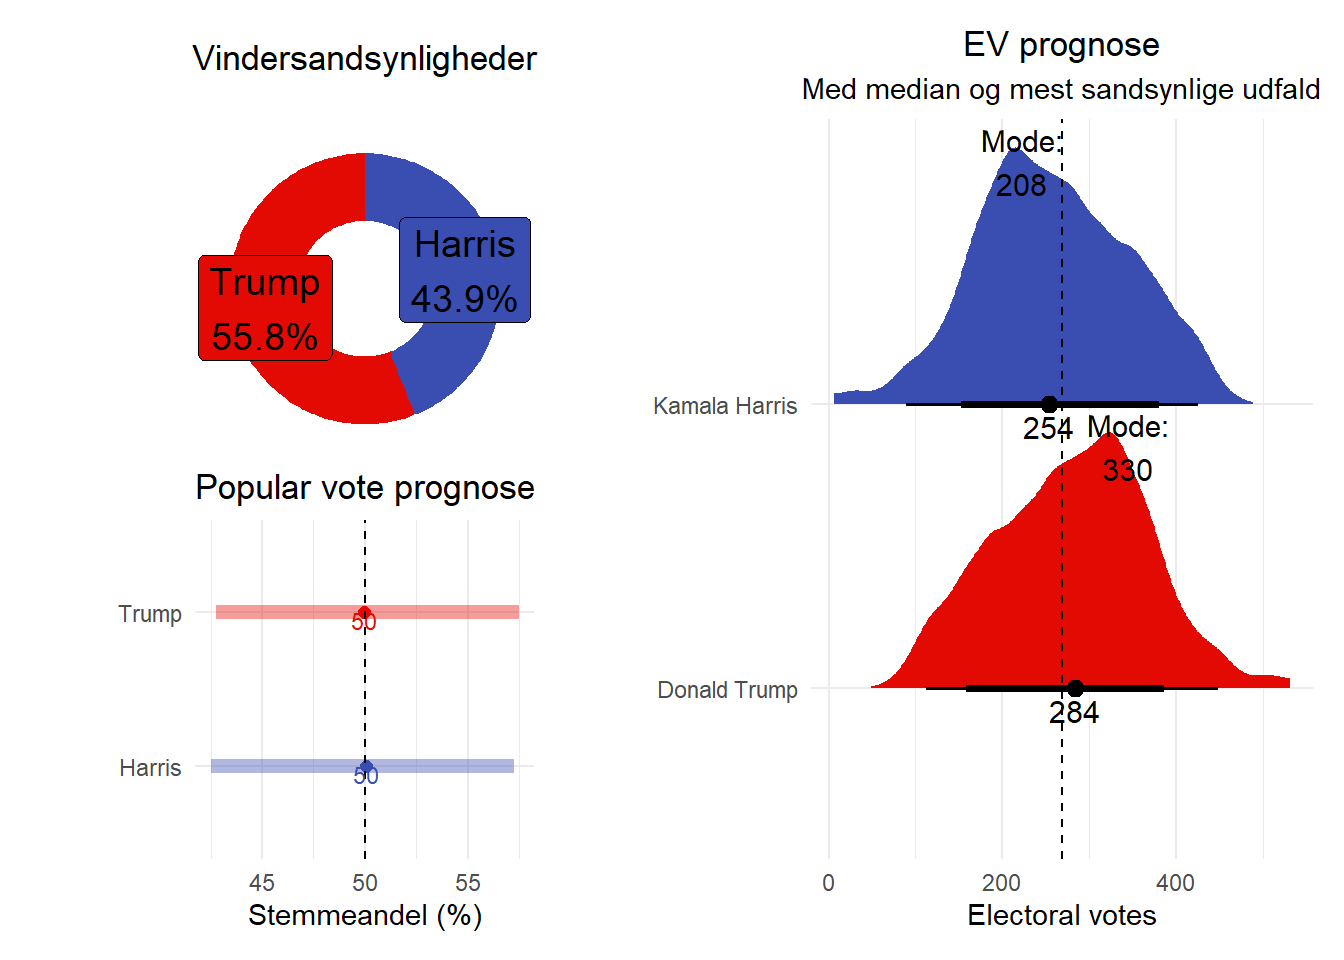 Vindersandsynligheder
Harris
43.9%
Trump
55.8%
Popular vote prognose
Trump
50
Harris
50
45 50 55
Stemmeandel (%)
EV prognose
Med median og mest sandsynlige udfald
Mode:
208
Kamala Harris
254
Mode:
330
Donald Trump
284
0 200 400
Electoral votes